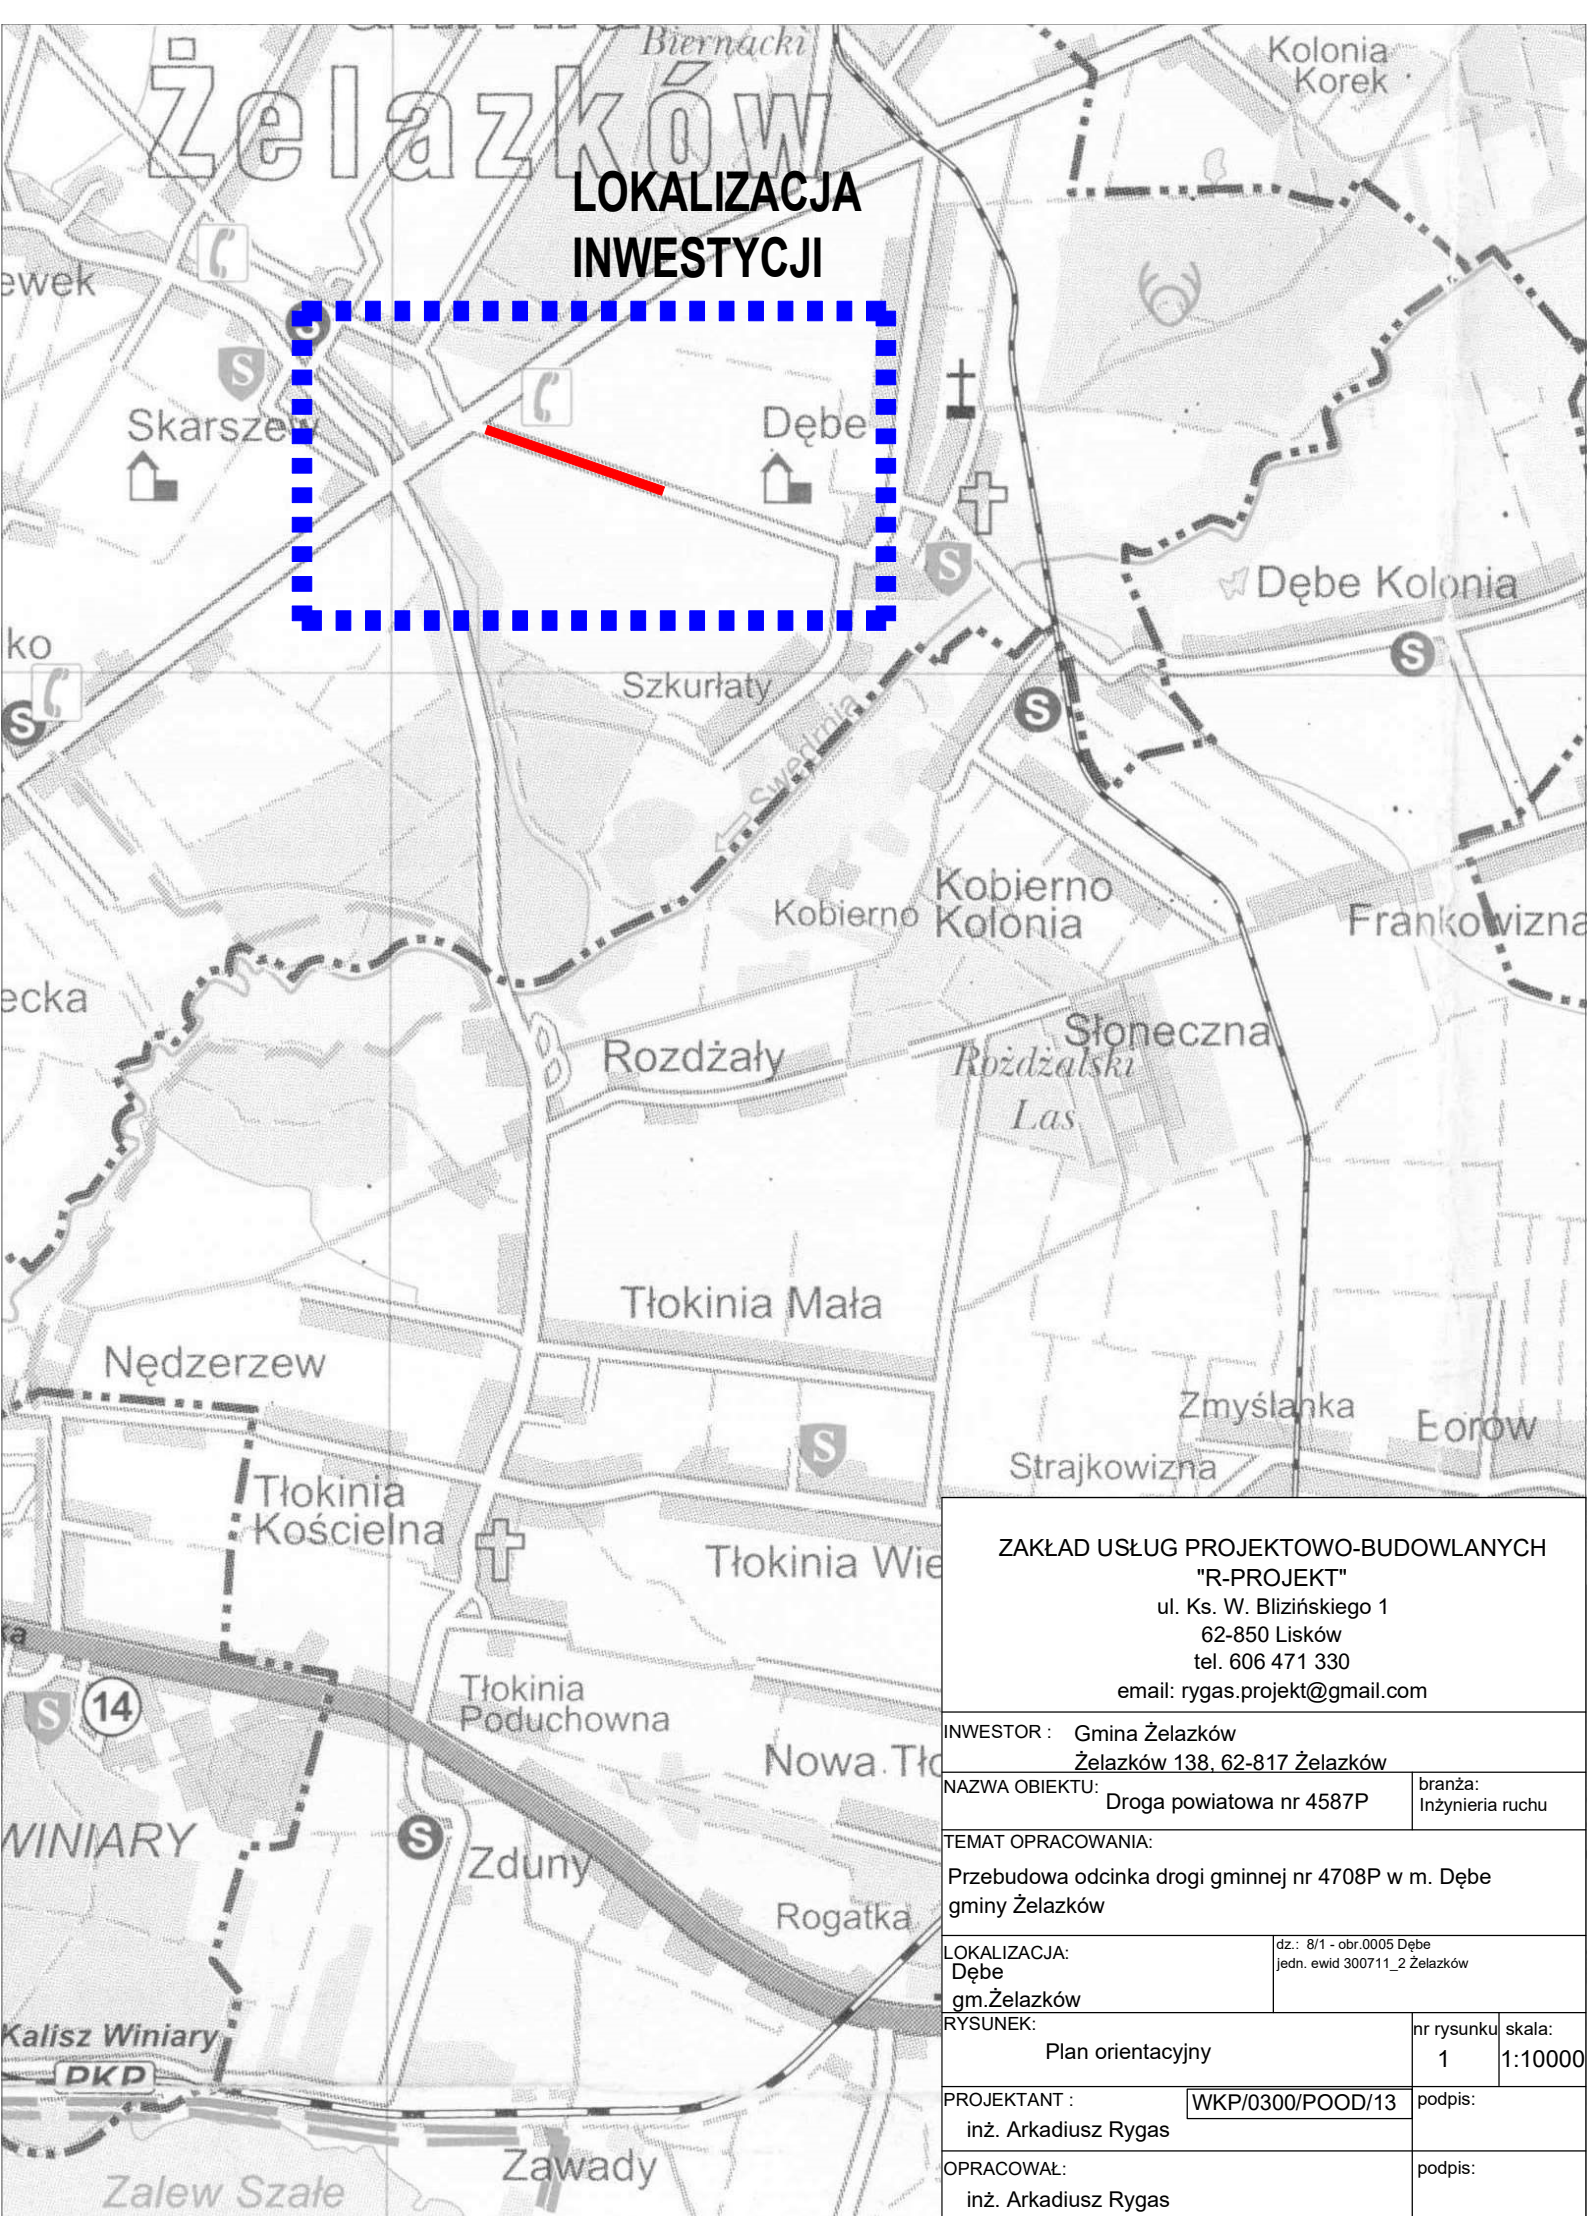 Biernacki
Kolonia
Korek
Żelazków
LOKALIZACJA
INWESTYCJI
ewek
S
S
Skarszew
Dębe
S
Dębe Kolonia
ko
S
S
S
Szkurłaty
Swędrnia
Kobierno
Kobierno
Kolonia
Frankowizna
ecka
Rozdżały
Słoneczna
Rożdżalski
Las
Tłokinia Mała
Nędzerzew
Zmyślanka
Strajkowizna
S
Tłokinia
Kościelna
Tłokinia Wie
ka
S
14
Tłokinia
Poduchowna
Nowa Tło
WINIARY
S
Zduny
Rogatka
Kalisz Winiary
PKP
Zawady
Zalew Szałe
ZAKŁAD USŁUG PROJEKTOWO-BUDOWLANYCH
"R-PROJEKT"
ul. Ks. W. Blizińskiego 1
62-850 Lisków
tel. 606 471 330
email: rygas.projekt@gmail.com
INWESTOR : Gmina Żelazków
Żelazków 138, 62-817 Żelazków
NAZWA OBIEKTU: Droga powiatowa nr 4587P
branża:
Inżynieria ruchu
TEMAT OPRACOWANIA:
Przebudowa odcinka drogi gminnej nr 4708P w m. Dębe
gminy Żelazków
LOKALIZACJA:
Dębe
gm.Żelazków
dz.: 8/1 - obr.0005 Dębe
jedn. ewid 300711_2 Żelazków
RYSUNEK:
Plan orientacyjny
nr rysunku
1
skala:
1:10000
PROJEKTANT :
WKP/0300/POOD/13
inż. Arkadiusz Rygas
podpis:
OPRACOWAŁ:
inż. Arkadiusz Rygas
podpis: